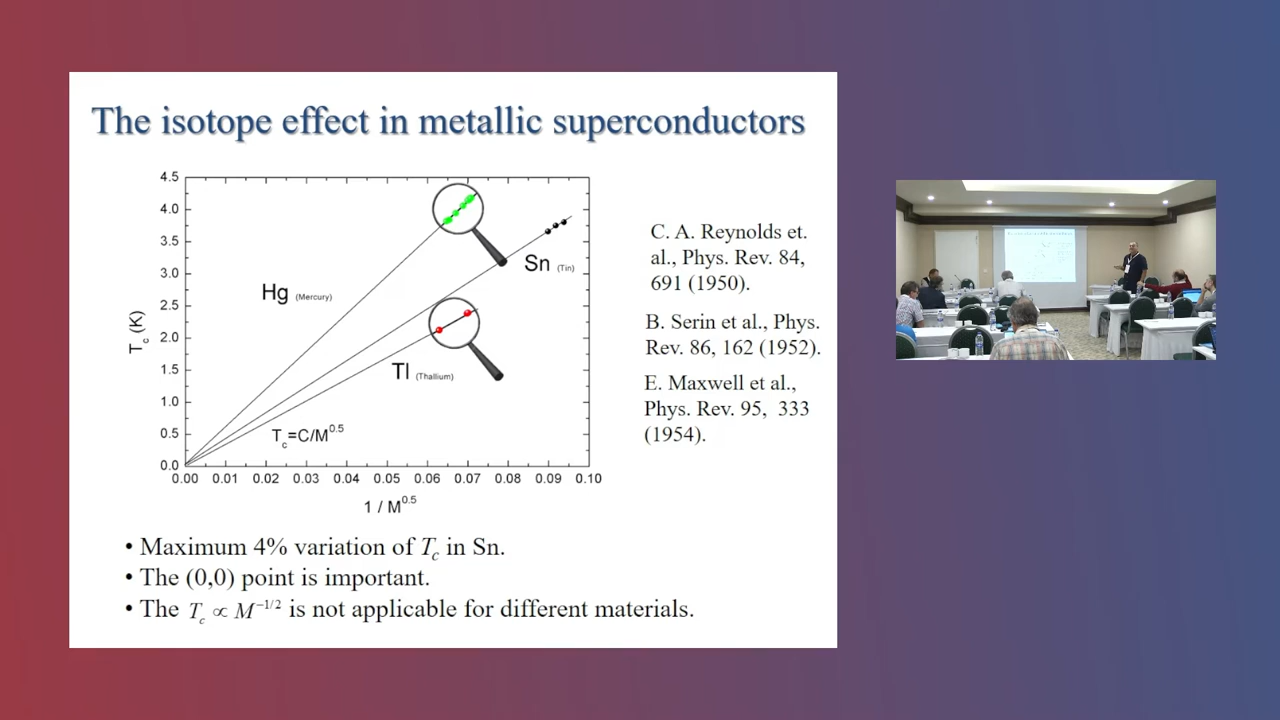 The isotope effect in metallic superconductors
4.5
4.0
3.5
3.0
2.5
2.0
1.5
1.0
0.5
0.0
T_c (K)
Hg (Mercury)
Sn (Tin)
Tl (Thallium)
T_c=C/M^0.5
0.00 0.01 0.02 0.03 0.04 0.05 0.06 0.07 0.08 0.09 0.10
1 / M^0.5
C. A. Reynolds et.
al., Phys. Rev. 84,
691 (1950).
B. Serin et al., Phys.
Rev. 86, 162 (1952).
E. Maxwell et al.,
Phys. Rev. 95, 333
(1954).
• Maximum 4% variation of T_c in Sn.
• The (0,0) point is important.
• The T_c ∝ M^−1/2 is not applicable for different materials.